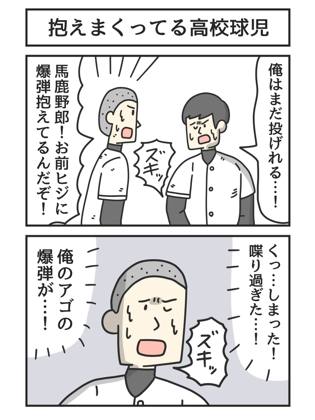 抱えまくってる高校球児
俺はまだ投げれる…！
ズキッ
馬鹿野郎！お前ヒジに
爆弾抱えてるんだぞ！
くっ…しまった！
喋り過ぎた…！
ズキッ
俺のアゴの
爆弾が…！